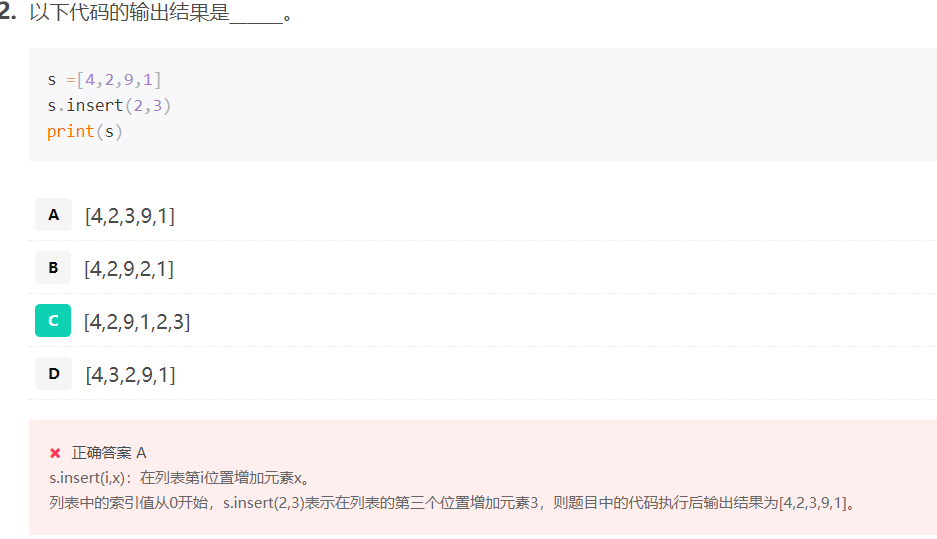 2. 以下代码的输出结果是______。
s =[4,2,9,1]
s.insert(2,3)
print(s)
A [4,2,3,9,1]
B [4,2,9,2,1]
C [4,2,9,1,2,3]
D [4,3,2,9,1]
✖ 正确答案 A
s.insert(i,x)：在列表第i位置增加元素x。
列表中的索引值从0开始，s.insert(2,3)表示在列表的第三个位置增加元素3，则题目中的代码执行后输出结果为[4,2,3,9,1]。